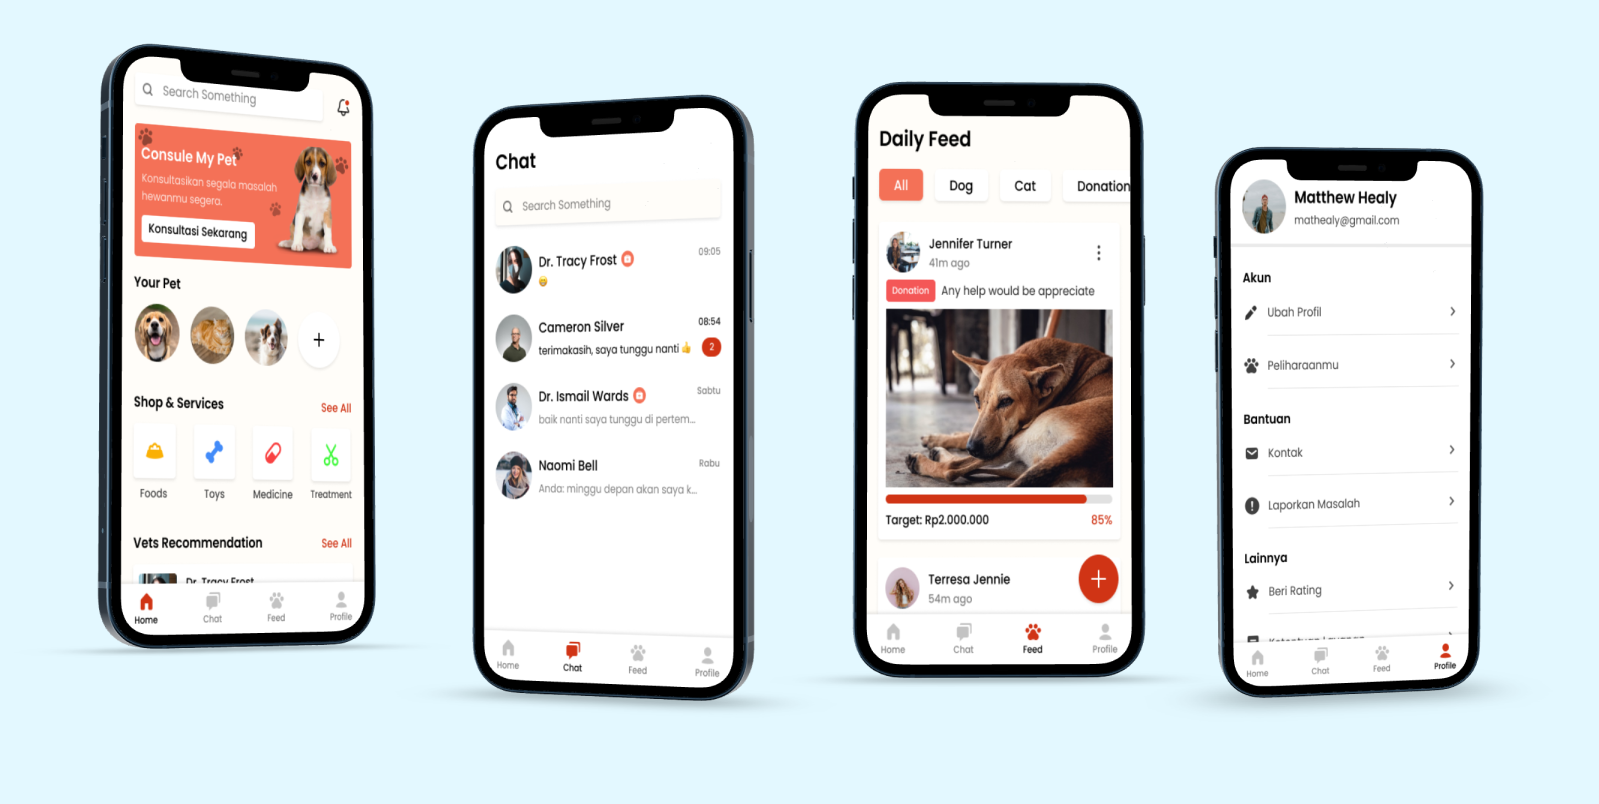 Search Something
Consule My Pet
Konsultasikan segala masalah
hewanmu segera.
Konsultasi Sekarang
Your Pet
Shop & Services
See All
Foods
Toys
Medicine
Treatment
Vets Recommendation
See All
Dr. Tracy Frost
Home
Chat
Feed
Profile
Chat
Search Something
Dr. Tracy Frost
09:05
Cameron Silver
08:54
terimakasih, saya tunggu nanti 👍
2
Dr. Ismail Wards
Sabtu
baik nanti saya tunggu di pertem...
Naomi Bell
Rabu
Anda: minggu depan akan saya k...
Home
Chat
Feed
Profile
Daily Feed
All
Dog
Cat
Donation
Jennifer Turner
41m ago
Donation
Any help would be appreciate
Target: Rp2.000.000
85%
Terresa Jennie
54m ago
Home
Chat
Feed
Profile
Matthew Healy
mathealy@gmail.com
Akun
Ubah Profil
Peliharaanmu
Bantuan
Kontak
Laporkan Masalah
Lainnya
Beri Rating
Ketentuan Layanan
Home
Chat
Feed
Profile